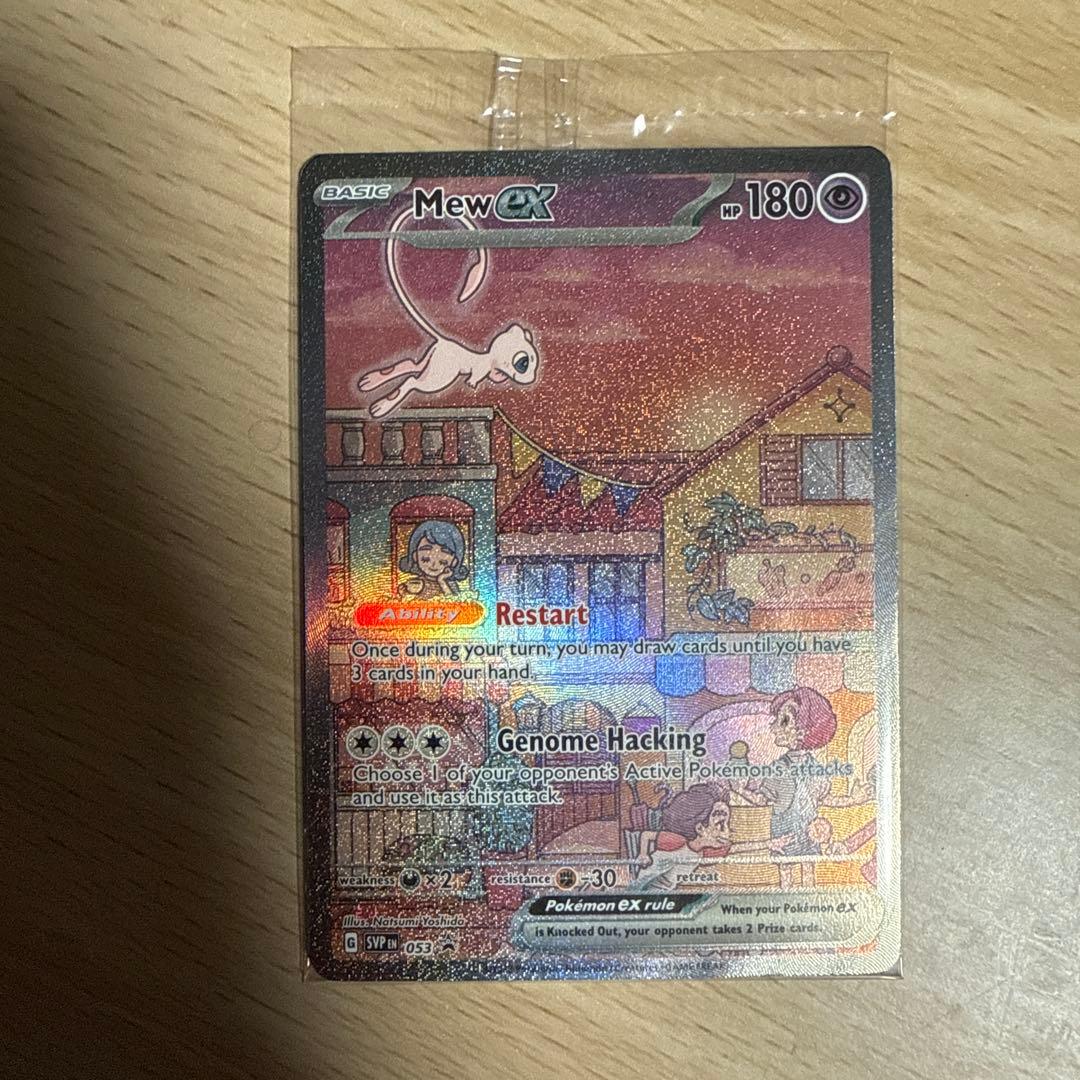 BASIC Mew ex HP 180
Ability Restart
Once during your turn, you may draw cards until you have
3 cards in your hand.
Genome Hacking
Choose 1 of your opponent's Active Pokémon's attacks
and use it as this attack.
weakness ×2 resistance -30 retreat
Illus. Natsumi Yoshida
Pokémon ex rule When your Pokémon ex
is Knocked Out, your opponent takes 2 Prize cards.
G SVP EN 053